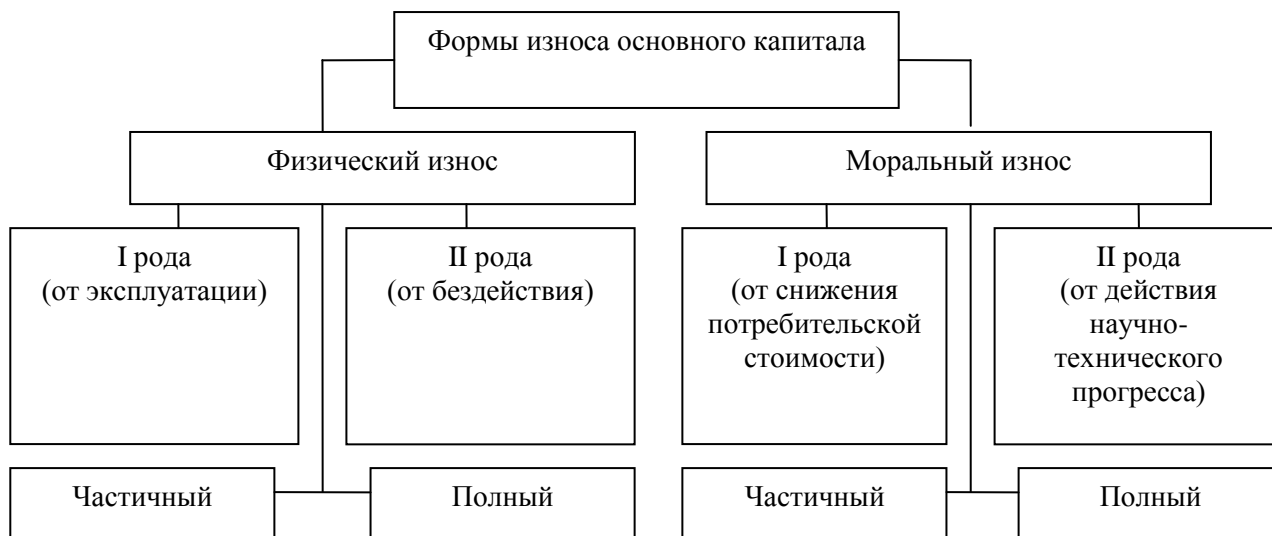 Формы износа основного капитала
Физический износ
Моральный износ
I рода
(от эксплуатации)
II рода
(от бездействия)
I рода
(от снижения
потребительской
стоимости)
II рода
(от действия
научно-
технического
прогресса)
Частичный
Полный
Частичный
Полный